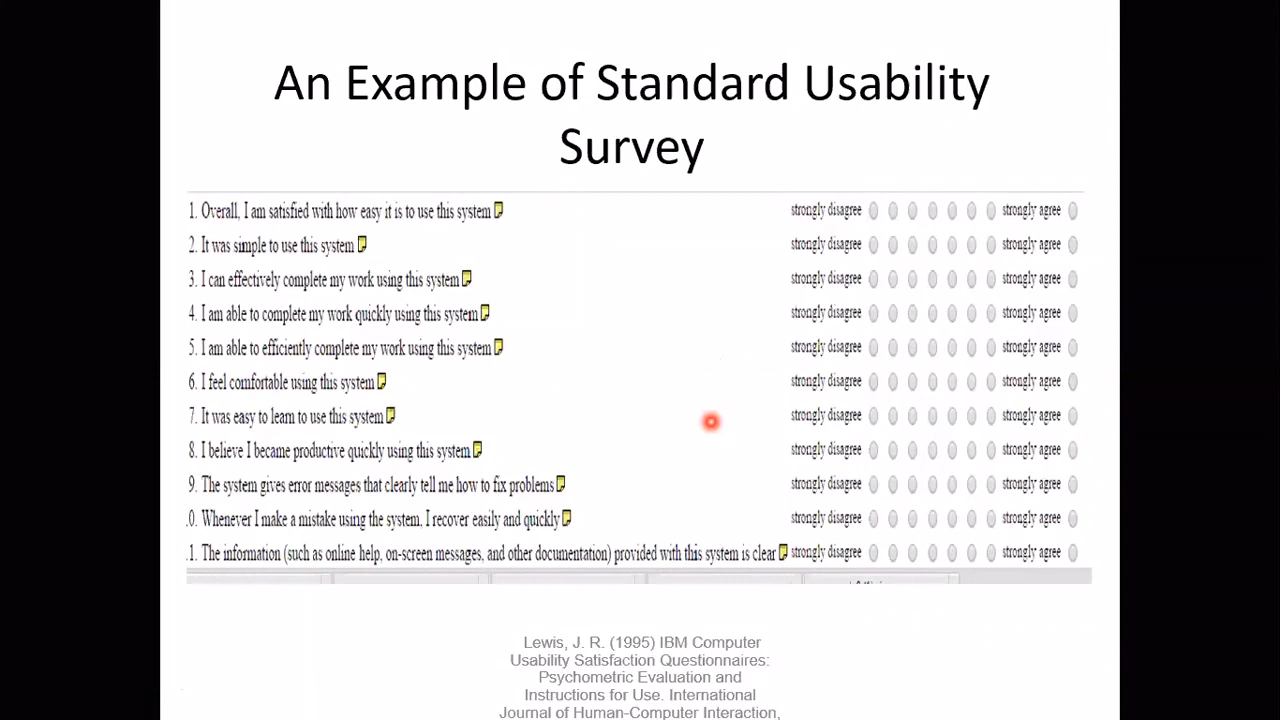 An Example of Standard Usability
Survey
1. Overall, I am satisfied with how easy it is to use this system strongly disagree strongly agree
2. It was simple to use this system strongly disagree strongly agree
3. I can effectively complete my work using this system strongly disagree strongly agree
4. I am able to complete my work quickly using this system strongly disagree strongly agree
5. I am able to efficiently complete my work using this system strongly disagree strongly agree
6. I feel comfortable using this system strongly disagree strongly agree
7. It was easy to learn to use this system strongly disagree strongly agree
8. I believe I became productive quickly using this system strongly disagree strongly agree
9. The system gives error messages that clearly tell me how to fix problems strongly disagree strongly agree
.0. Whenever I make a mistake using the system, I recover easily and quickly strongly disagree strongly agree
.1. The information (such as online help, on-screen messages, and other documentation) provided with this system is clear strongly disagree strongly agree
Lewis, J. R. (1995) IBM Computer
Usability Satisfaction Questionnaires:
Psychometric Evaluation and
Instructions for Use. International
Journal of Human-Computer Interaction,